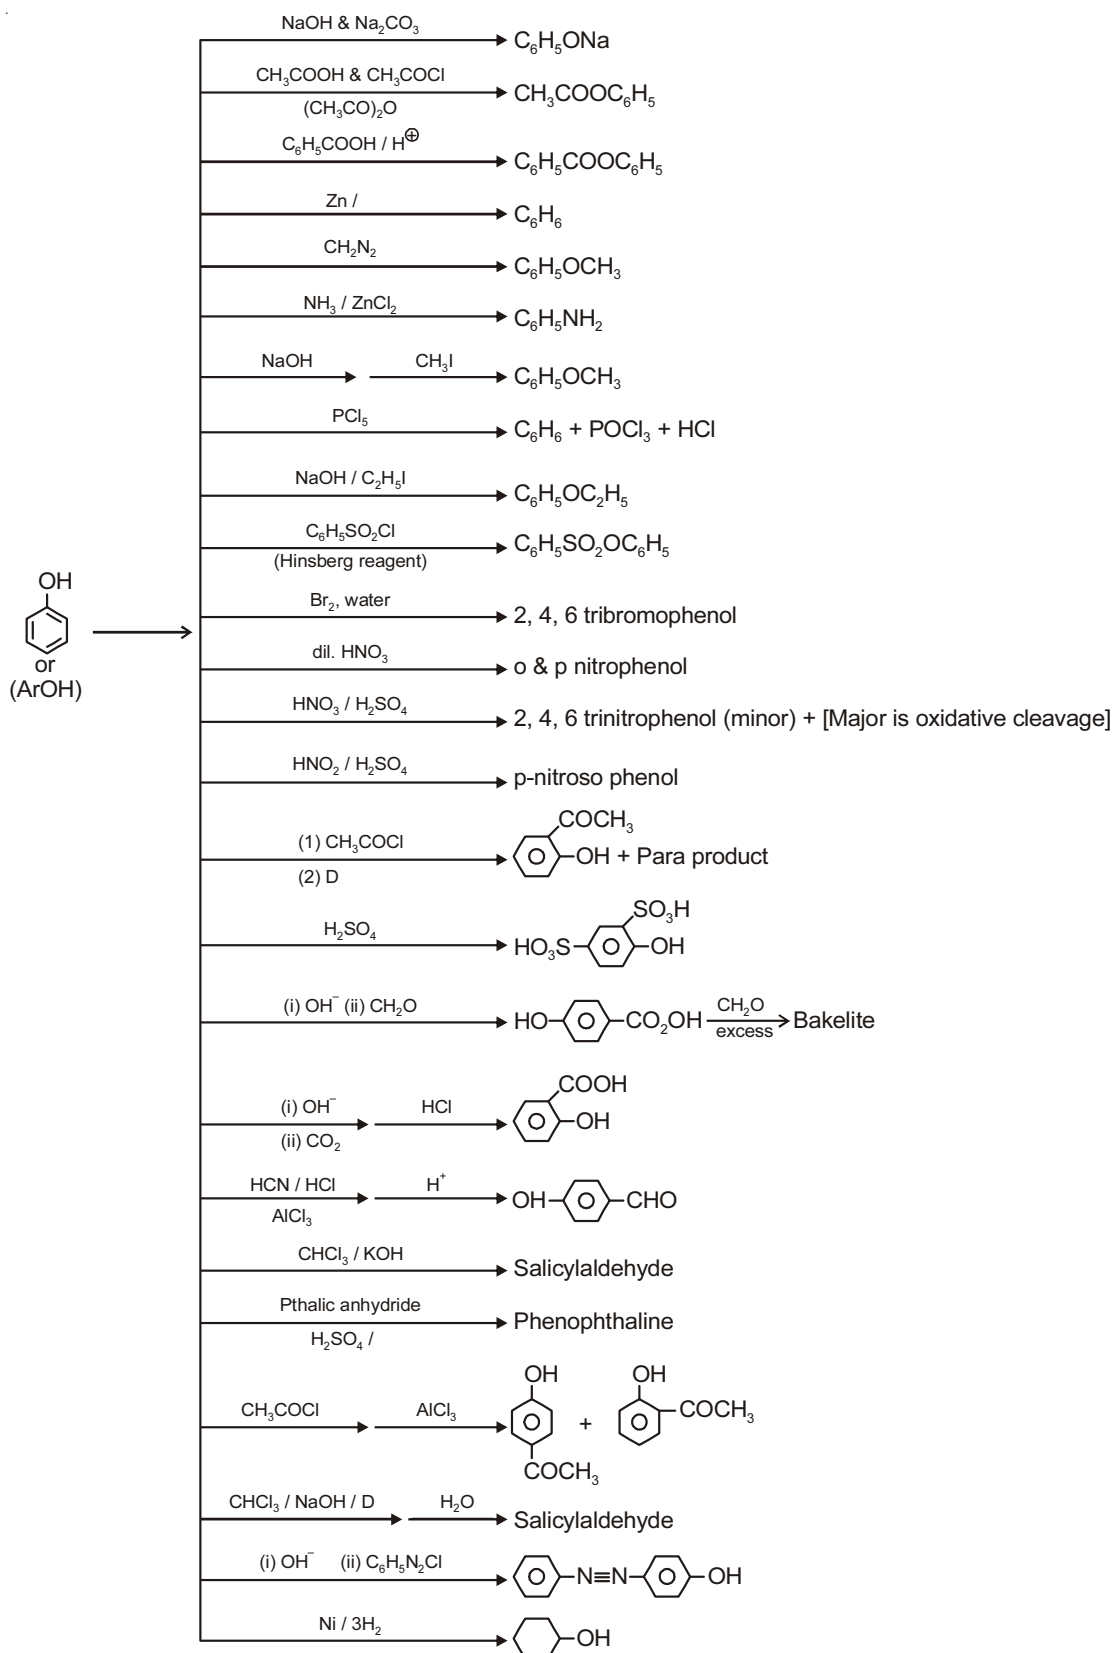 NaOH & Na₂CO₃
C₆H₅ONa
CH₃COOH & CH₃COCl
(CH₃CO)₂O
CH₃COOC₆H₅
C₆H₅COOH / H⊕
C₆H₅COOC₆H₅
Zn /
C₆H₆
CH₂N₂
C₆H₅OCH₃
NH₃ / ZnCl₂
C₆H₅NH₂
NaOH CH₃I
C₆H₅OCH₃
PCl₅
C₆H₆ + POCl₃ + HCl
NaOH / C₂H₅I
C₆H₅OC₂H₅
C₆H₅SO₂Cl
(Hinsberg reagent)
C₆H₅SO₂OC₆H₅
OH
or
(ArOH)
Br₂, water
2, 4, 6 tribromophenol
dil. HNO₃
o & p nitrophenol
HNO₃ / H₂SO₄
2, 4, 6 trinitrophenol (minor) + [Major is oxidative cleavage]
HNO₂ / H₂SO₄
p-nitroso phenol
(1) CH₃COCl
(2) D
COCH₃
OH + Para product
H₂SO₄
SO₃H
HO₃S OH
(i) OH⁻ (ii) CH₂O
HO CO₂OH
CH₂O
excess
Bakelite
(i) OH⁻
(ii) CO₂
HCl
COOH
OH
HCN / HCl
AlCl₃
H⁺
OH CHO
CHCl₃ / KOH
Salicylaldehyde
Pthalic anhydride
H₂SO₄ /
Phenophthaline
CH₃COCl AlCl₃
OH
COCH₃
+
OH
COCH₃
CHCl₃ / NaOH / D H₂O
Salicylaldehyde
(i) OH⁻ (ii) C₆H₅N₂Cl
N≡N OH
Ni / 3H₂
OH